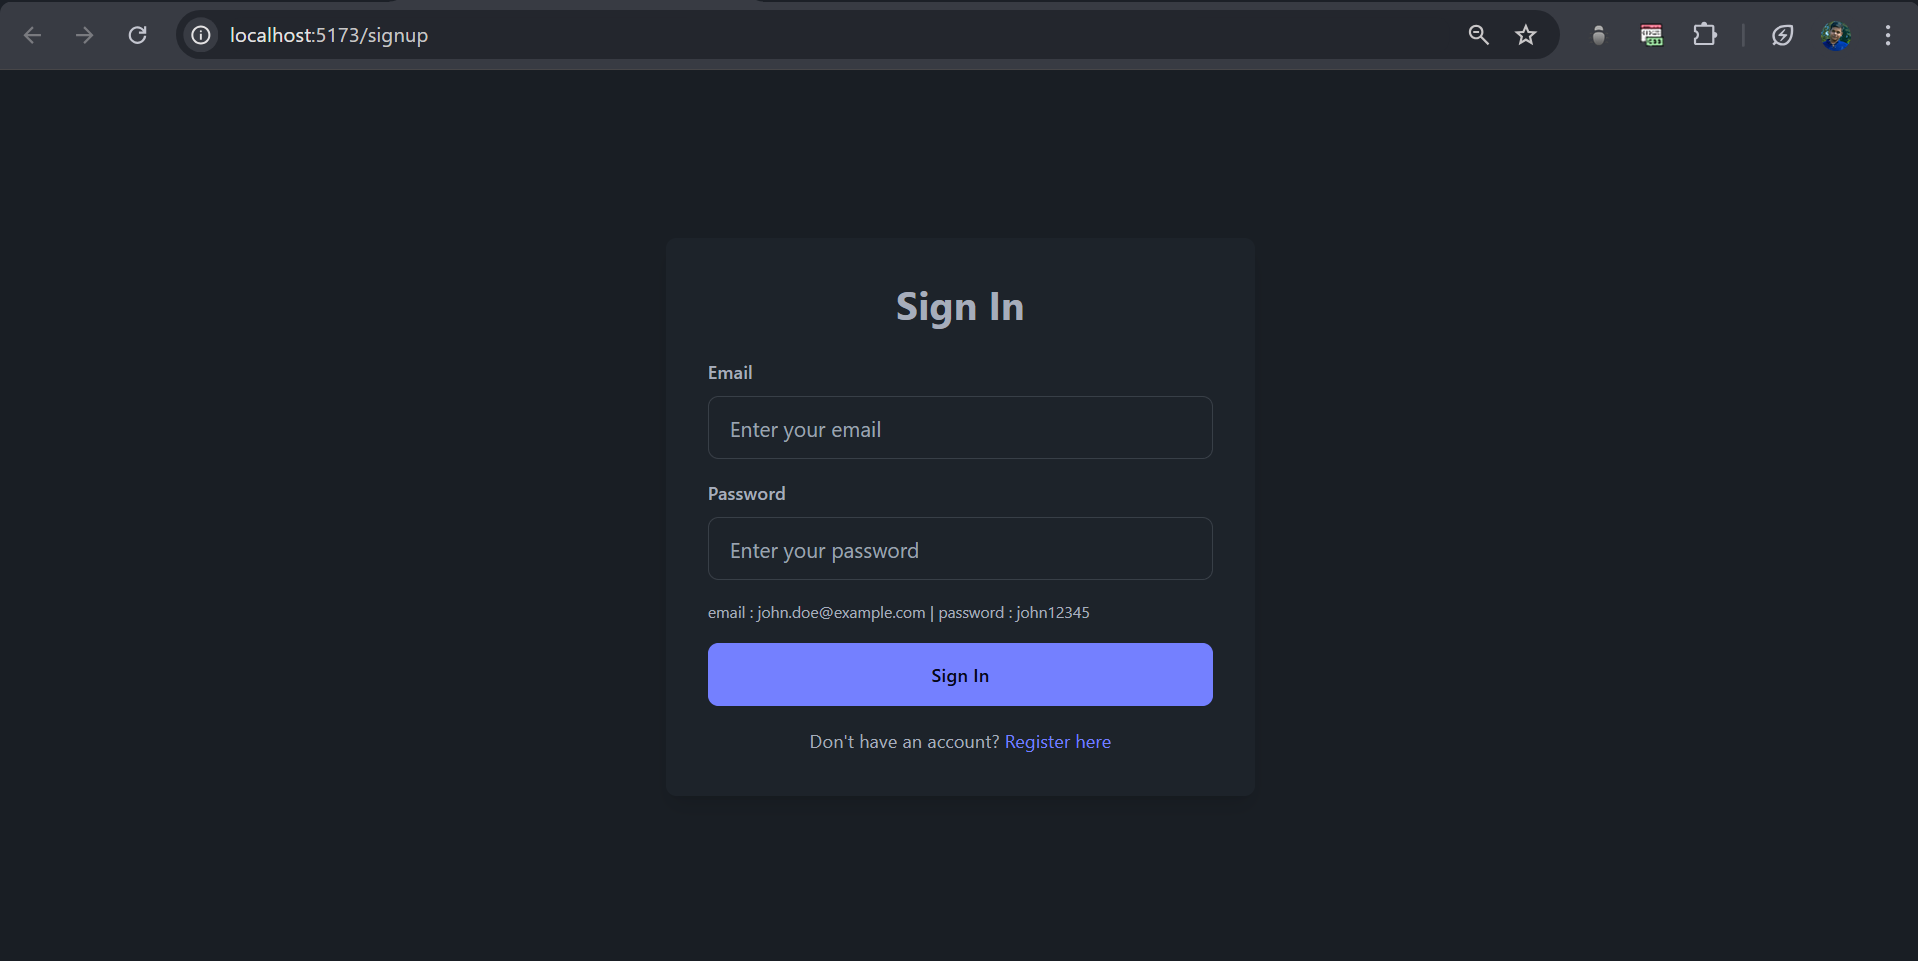 localhost:5173/signup
Sign In
Email
Enter your email
Password
Enter your password
email : john.doe@example.com | password : john12345
Sign In
Don't have an account? Register here